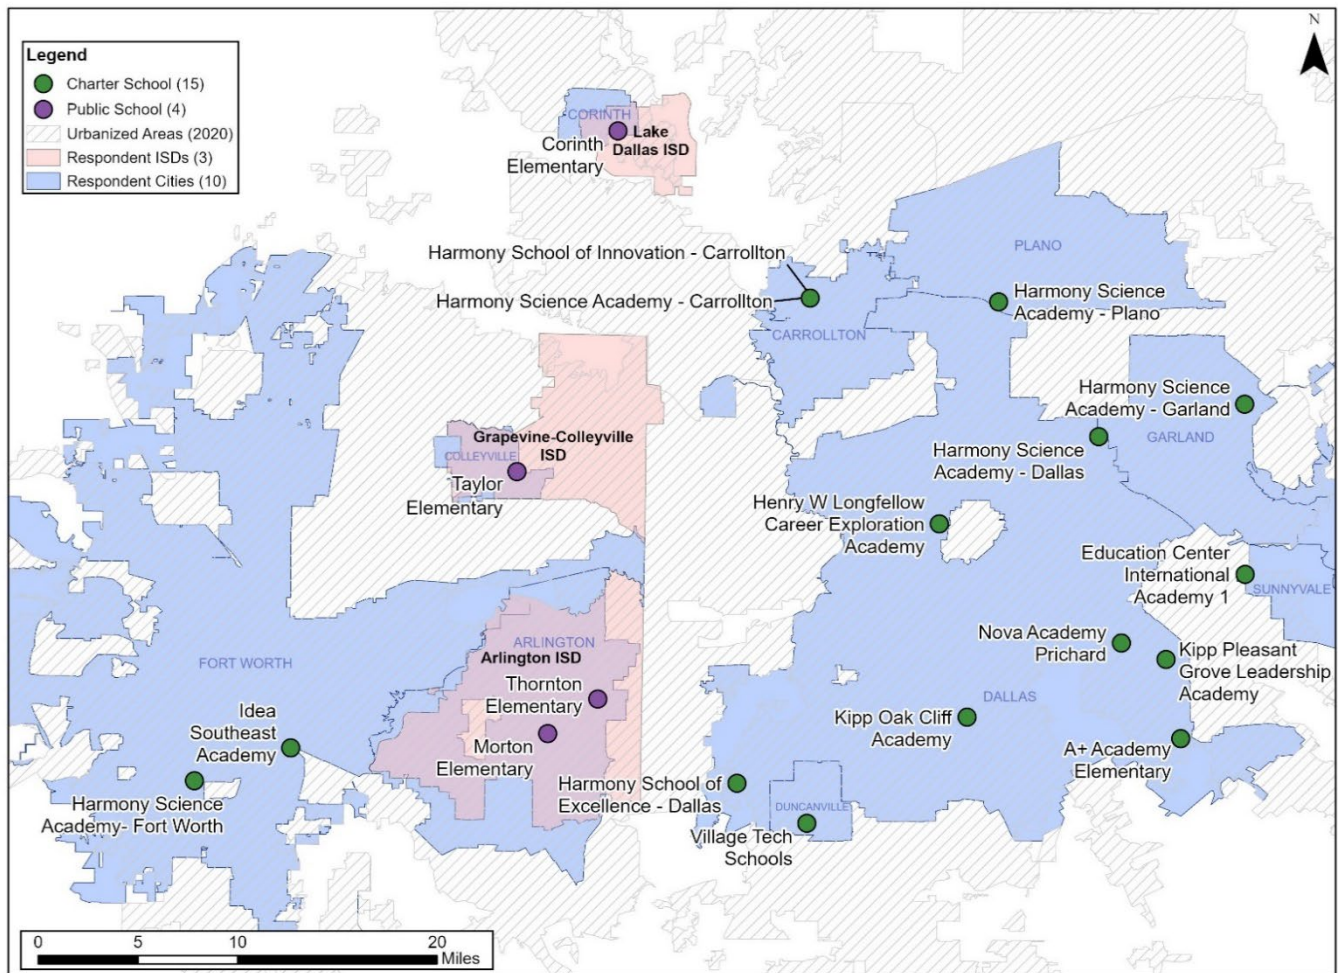 N
Legend
Charter School (15)
Public School (4)
Urbanized Areas (2020)
Respondent ISDs (3)
Respondent Cities (10)
CORINTH
Lake
Dallas ISD
Corinth
Elementary
Harmony School of Innovation - Carrollton
Harmony Science Academy - Carrollton
PLANO
Harmony Science
Academy - Plano
CARROLLTON
Harmony Science
Academy - Garland
GARLAND
Harmony Science
Academy - Dallas
Grapevine-Colleyville
ISD
COLLEYVILLE
Taylor
Elementary
Henry W Longfellow
Career Exploration
Academy
Education Center
International
Academy 1
SUNNYVALE
Nova Academy
Prichard
Kipp Pleasant
Grove Leadership
Academy
ARLINGTON
Arlington ISD
Thornton
Elementary
Morton
Elementary
FORT WORTH
Idea
Southeast
Academy
Harmony Science
Academy- Fort Worth
DALLAS
Kipp Oak Cliff
Academy
A+ Academy
Elementary
Harmony School of
Excellence - Dallas
DUNCANVILLE
Village Tech
Schools
0 5 10 20
Miles